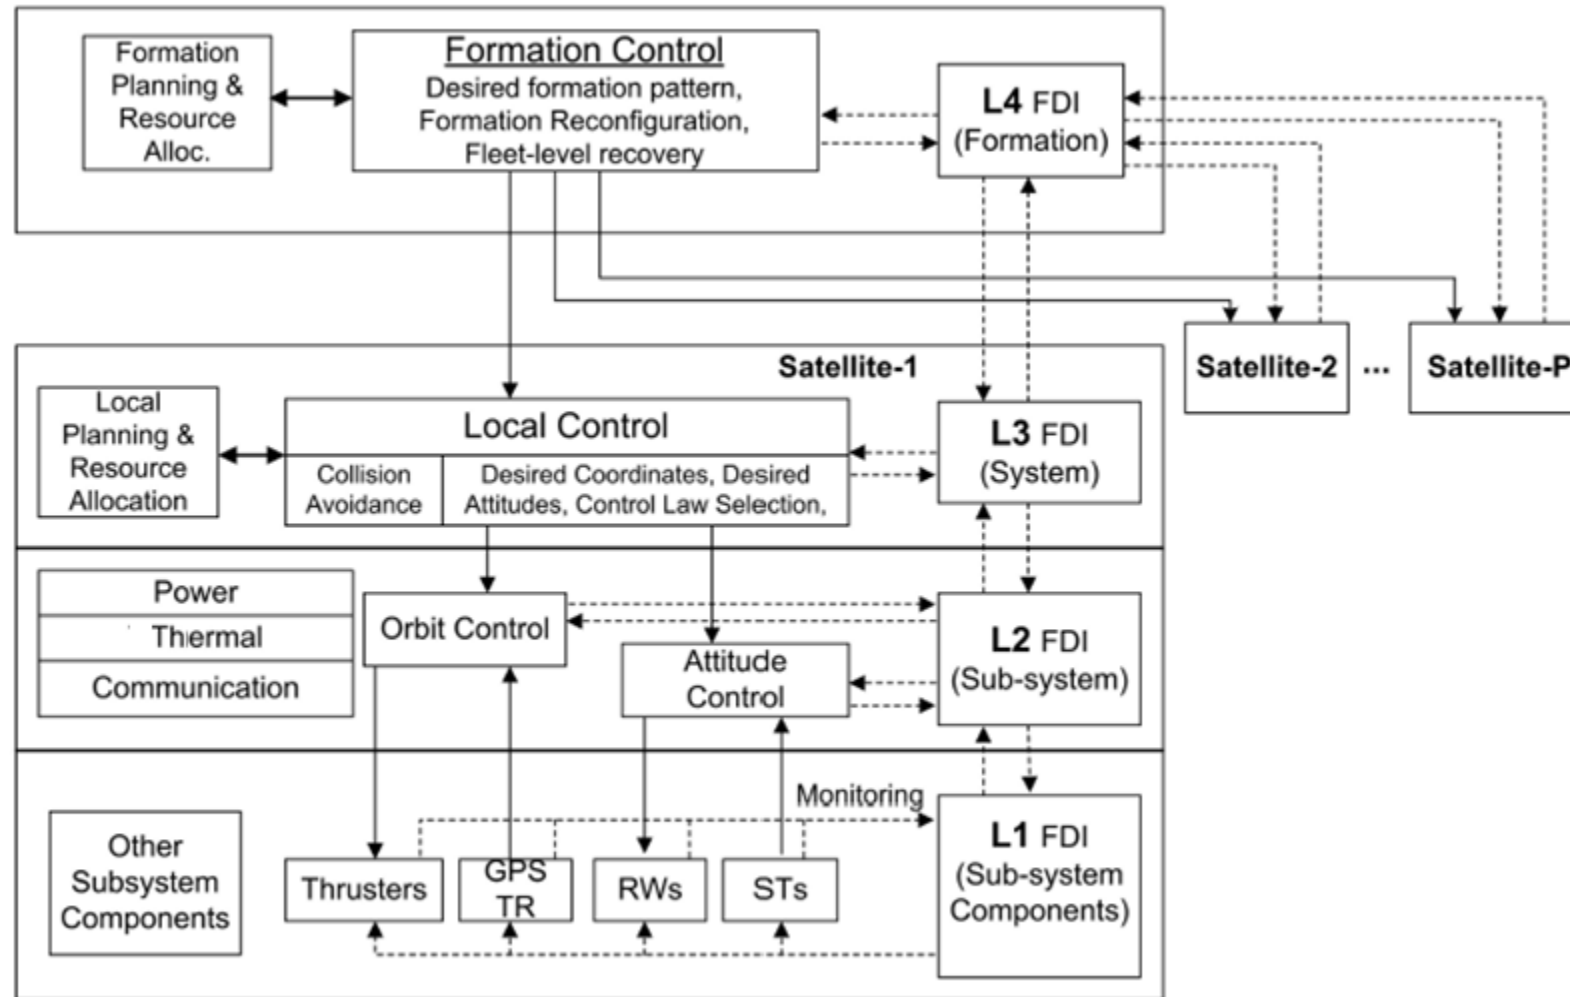 Formation
Planning &
Resource
Alloc.
Formation Control
Desired formation pattern,
Formation Reconfiguration,
Fleet-level recovery
L4 FDI
(Formation)
Satellite-2
...
Satellite-P
Satellite-1
Local
Planning &
Resource
Allocation
Local Control
Collision
Avoidance
Desired Coordinates, Desired
Attitudes, Control Law Selection,
L3 FDI
(System)
Power
Thermal
Communication
Orbit Control
Attitude
Control
L2 FDI
(Sub-system)
Monitoring
Other
Subsystem
Components
Thrusters
GPS
TR
RWs
STs
L1 FDI
(Sub-system
Components)